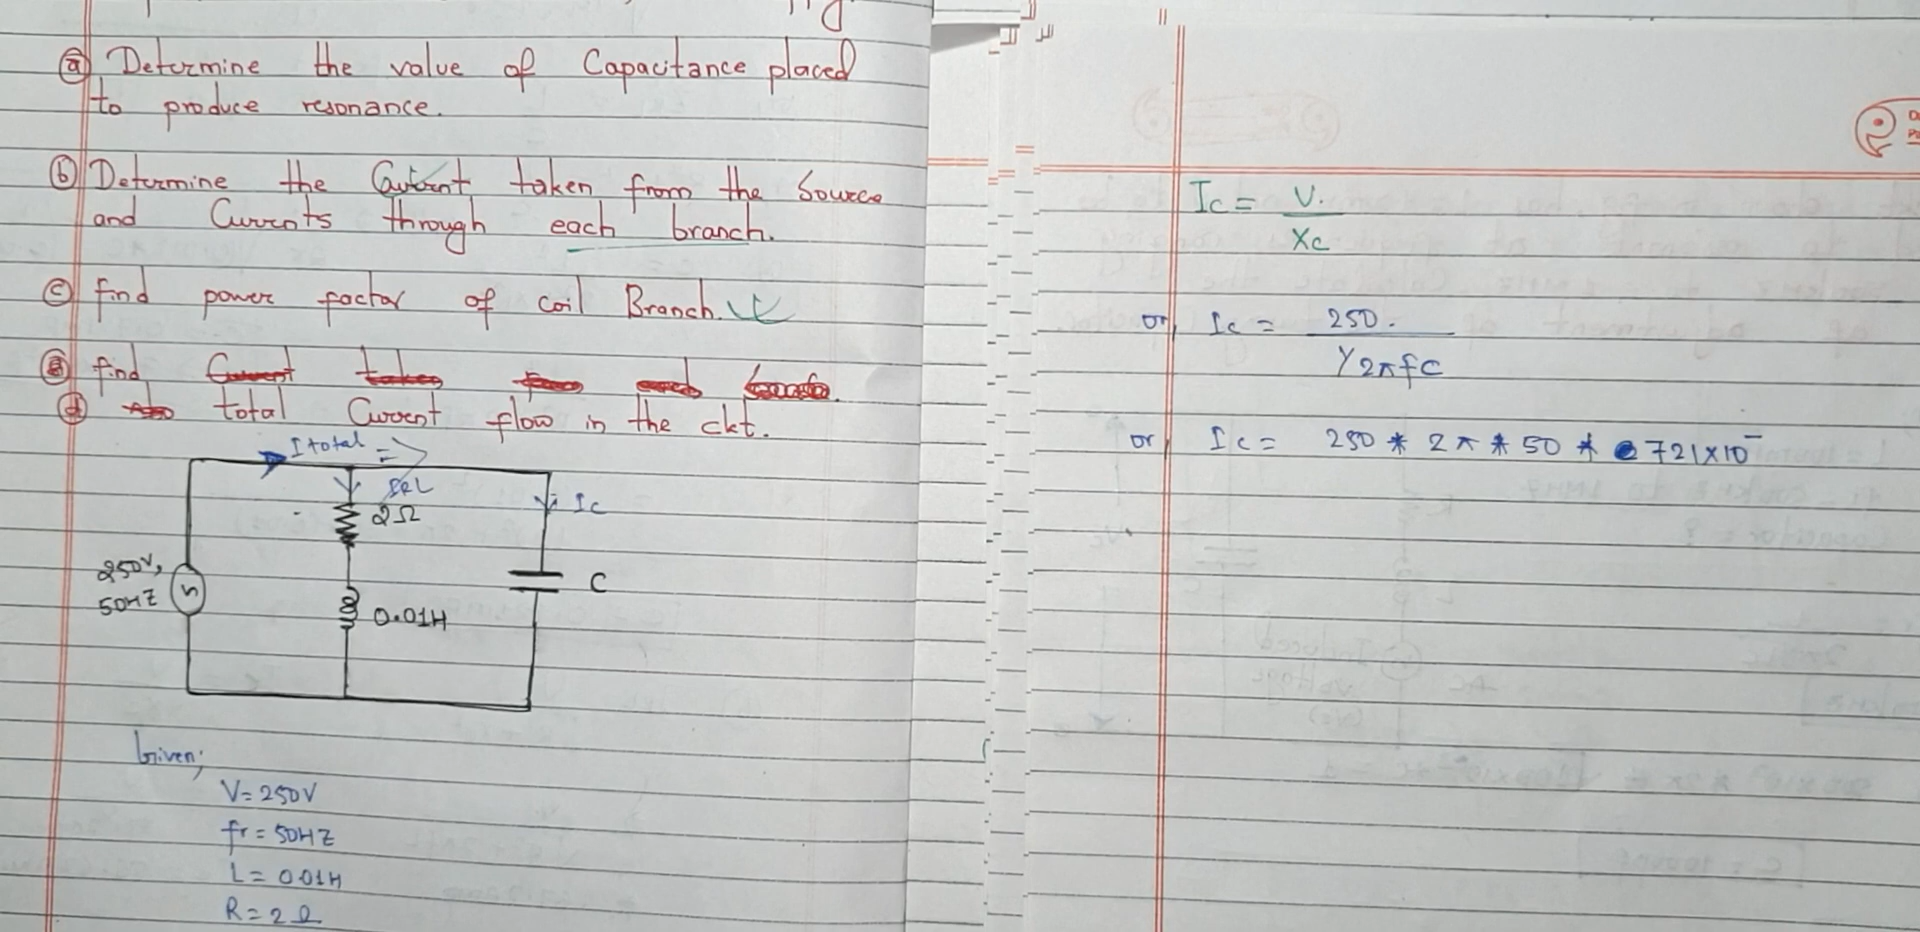 ⓐ Determine the value of Capacitance placed
to produce resonance.
ⓑ Determine the Current taken from the Source
and Currents through each branch.
ⓒ find power factor of coil Branch.
find
ⓓ total Current flow in the ckt.
I total =>
IRL
2Ω
Ic
250V,
50HZ
C
0.01H
Given;
V=250V
fr=50HZ
L=0.01H
R=2Ω
Ic = V.
Xc
or, Ic = 250.
1/2πfC
or, Ic = 250 * 2π * 50 * 721×10⁻